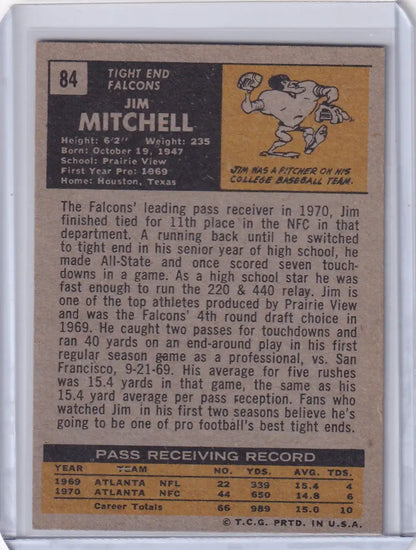 84
TIGHT END
FALCONS
JIM
MITCHELL
Height: 6'2" Weight: 235
Born: October 19, 1947
School: Prairie View
First Year Pro: 1969
Home: Houston, Texas
JIM WAS A PITCHER ON HIS
COLLEGE BASEBALL TEAM.
The Falcons' leading pass receiver in 1970, Jim
finished tied for 11th place in the NFC in that
department. A running back until he switched
to tight end in his senior year of high school, he
made All-State and once scored seven touch-
downs in a game. As a high school star he was
fast enough to run the 220 & 440 relay. Jim is
one of the top athletes produced by Prairie View
and was the Falcons' 4th round draft choice in
1969. He caught two passes for touchdowns and
ran 40 yards on an end-around play in his first
regular season game as a professional, vs. San
Francisco, 9-21-69. His average for five rushes
was 15.4 yards in that game, the same as his
15.4 yard average per pass reception. Fans who
watched Jim in his first two seasons believe he's
going to be one of pro football's best tight ends.
PASS RECEIVING RECORD
YEAR TEAM NO. YDS. AVG. TDS.
1969 ATLANTA NFL 22 339 15.4 4
1970 ATLANTA NFC 44 650 14.8 6
Career Totals 66 989 15.0 10
© T.C.G. PRTD. IN U.S.A.